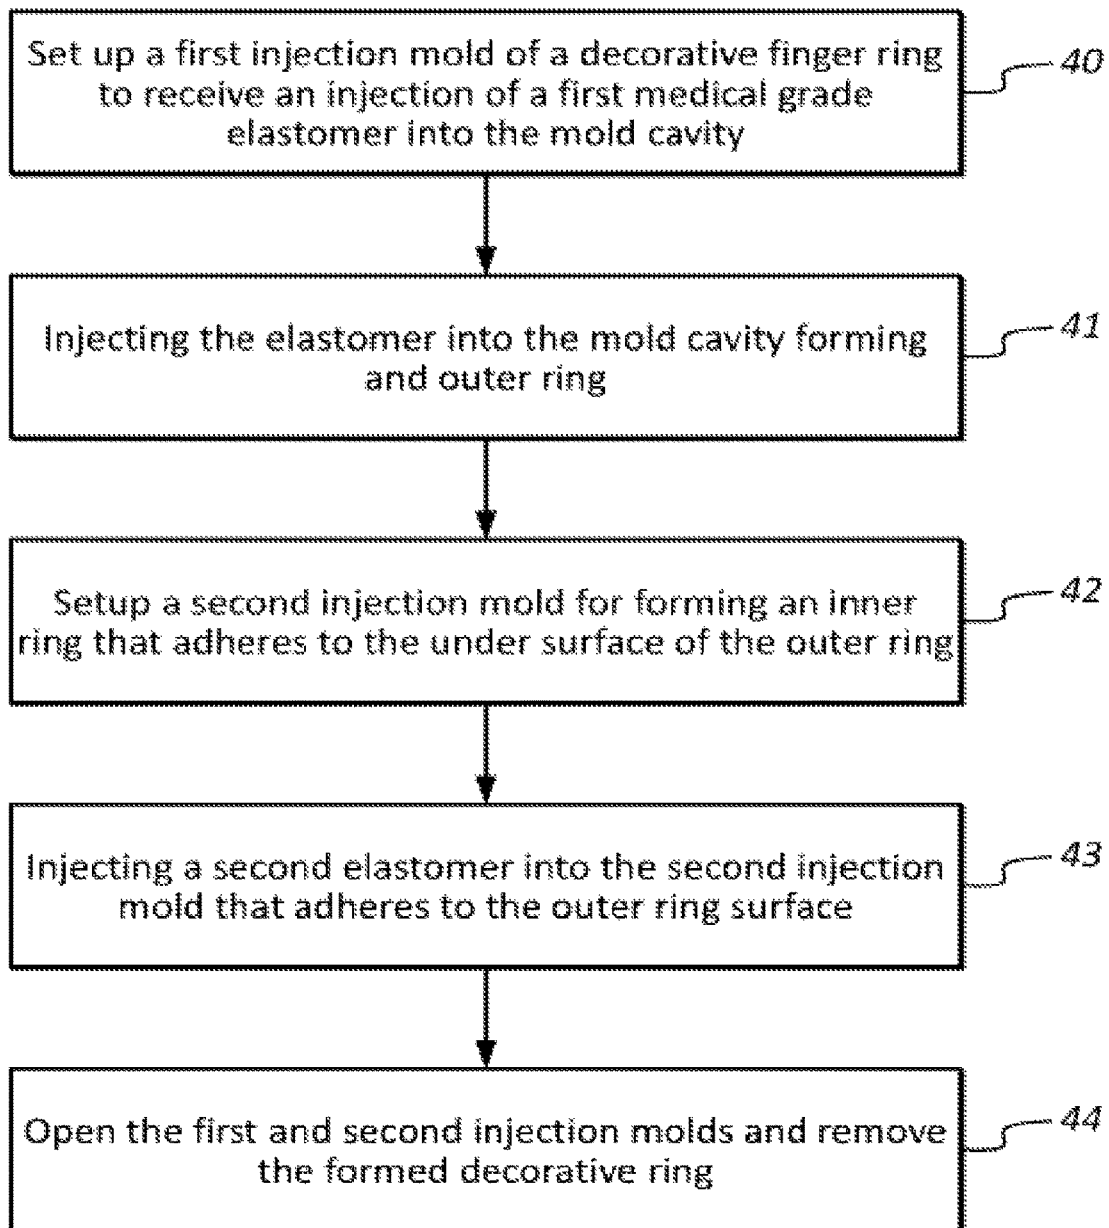 Set up a first injection mold of a decorative finger ring
to receive an injection of a first medical grade
elastomer into the mold cavity
40
Injecting the elastomer into the mold cavity forming
and outer ring
41
Setup a second injection mold for forming an inner
ring that adheres to the under surface of the outer ring
42
Injecting a second elastomer into the second injection
mold that adheres to the outer ring surface
43
Open the first and second injection molds and remove
the formed decorative ring
44